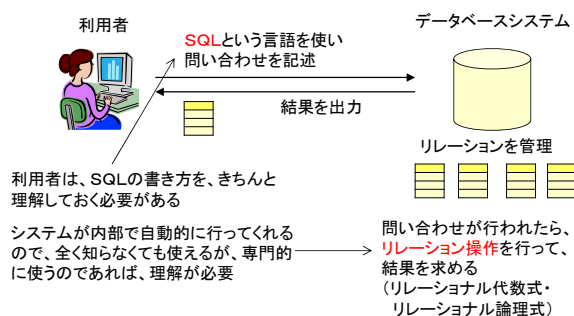 利用者
データベースシステム
SQLという言語を使い
問い合わせを記述
結果を出力
リレーションを管理
利用者は、SQLの書き方を、きちんと
理解しておく必要がある
システムが内部で自動的に行ってくれる
ので、全く知らなくても使えるが、専門的
に使うのであれば、理解が必要
問い合わせが行われたら、
リレーション操作を行って、
結果を求める
(リレーショナル代数式・
リレーショナル論理式)